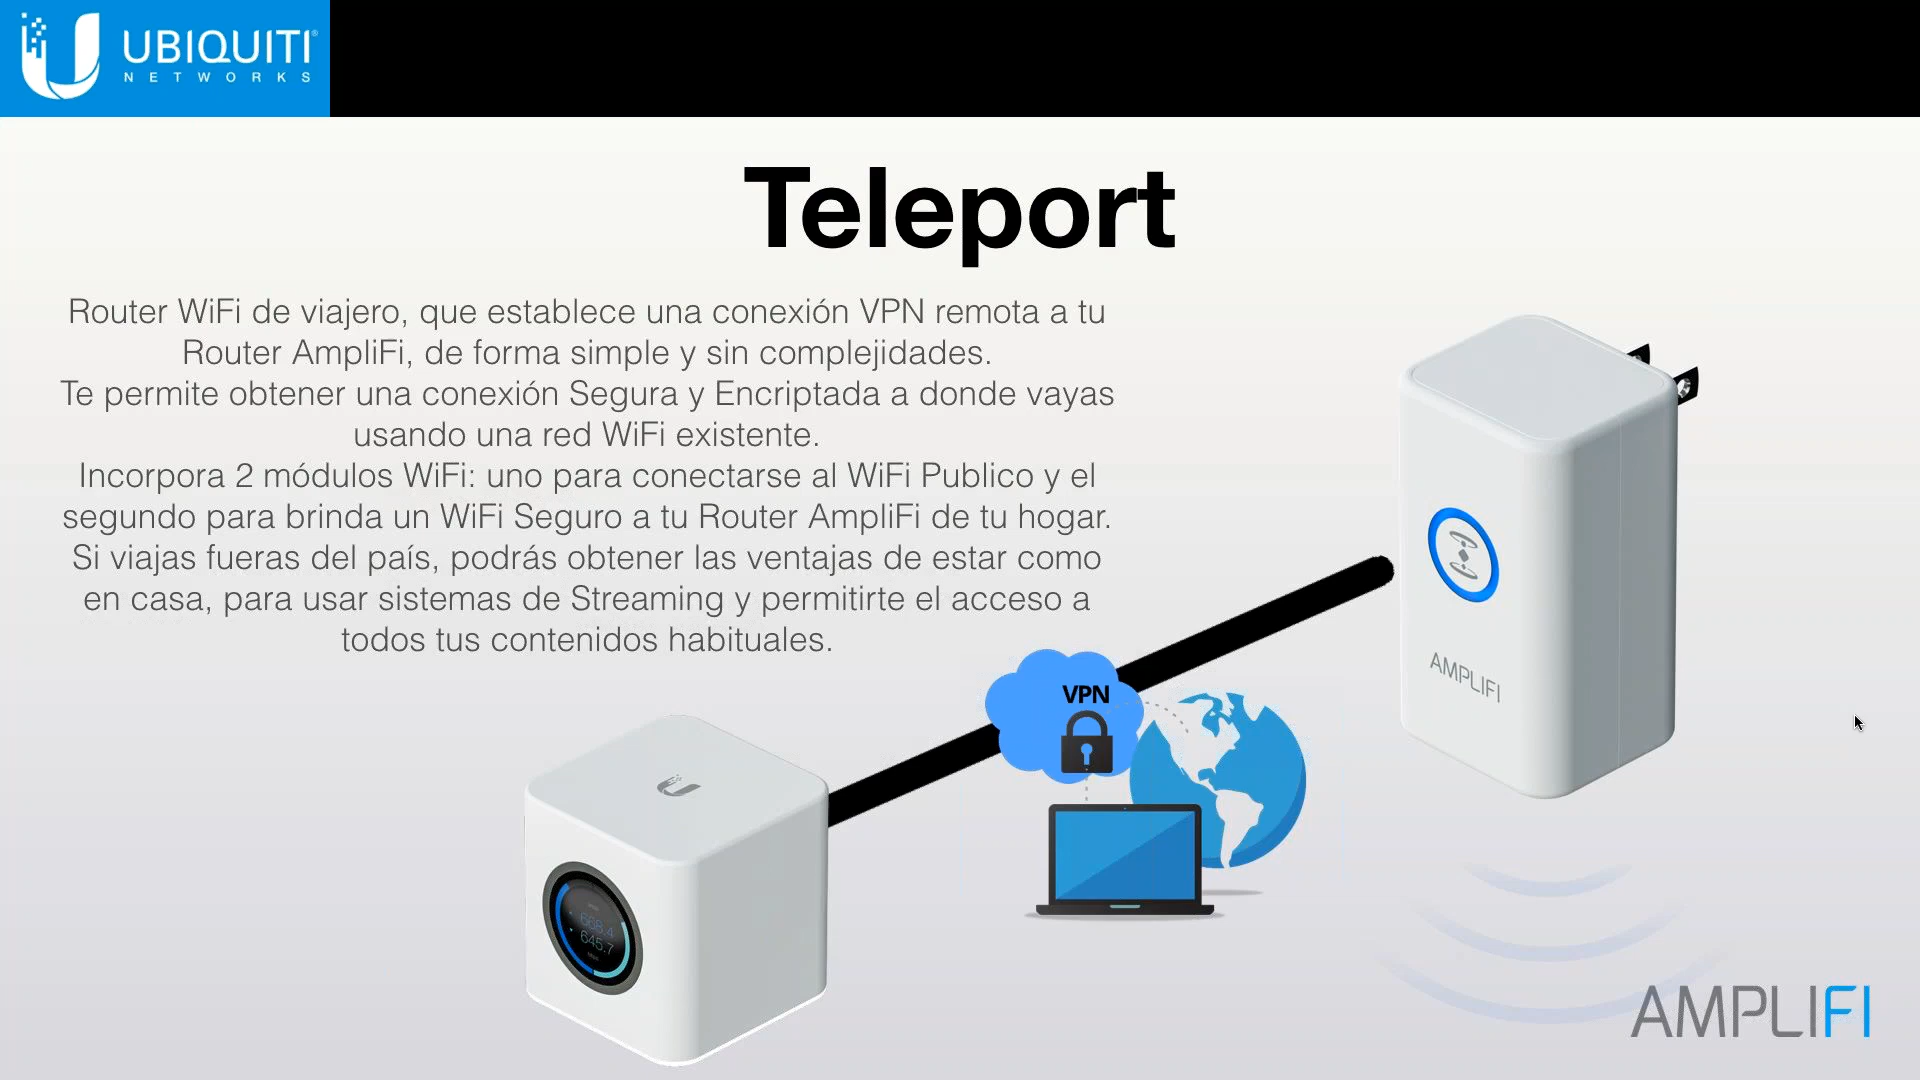 UBIQUITI®
NETWORKS
Teleport
Router WiFi de viajero, que establece una conexión VPN remota a tu
Router AmpliFi, de forma simple y sin complejidades.
Te permite obtener una conexión Segura y Encriptada a donde vayas
usando una red WiFi existente.
Incorpora 2 módulos WiFi: uno para conectarse al WiFi Publico y el
segundo para brinda un WiFi Seguro a tu Router AmpliFi de tu hogar.
Si viajas fueras del país, podrás obtener las ventajas de estar como
en casa, para usar sistemas de Streaming y permitirte el acceso a
todos tus contenidos habituales.
VPN
AMPLIFI
668.4
645.7
AMPLIFI